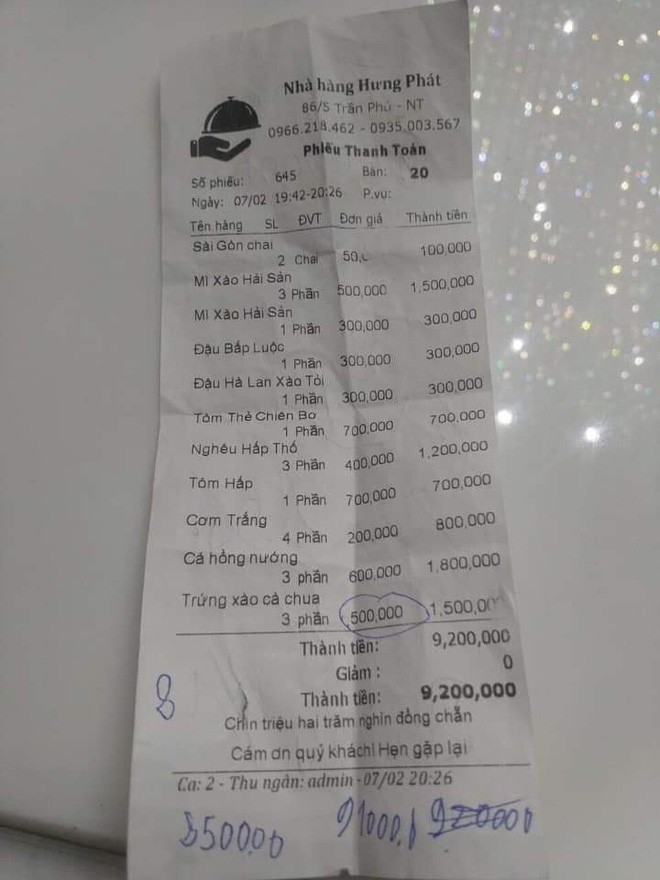 Nhà hàng Hưng Phát
86/5 Trần Phú - NT
0966.218.462 - 0935.003.567
Phiếu Thanh Toán
Số phiếu: 645 Bàn: 20
Ngày: 07/02 19:42-20:26 P.vụ:
Tên hàng SL ĐVT Đơn giá Thành tiền
Sài Gòn chai
2 Chai 50, 100,000
Mì Xào Hải Sản
3 Phần 500,000 1,500,000
Mì Xào Hải Sản
1 Phần 300,000 300,000
Đậu Bắp Luộc
1 Phần 300,000 300,000
Đậu Hà Lan Xào Tỏi
1 Phần 300,000 300,000
Tôm Thẻ Chiên Bơ
1 Phần 700,000 700,000
Nghêu Hấp Thố
3 Phần 400,000 1,200,000
Tôm Hấp
1 Phần 700,000 700,000
Cơm Trắng
4 Phần 200,000 800,000
Cá hồng nướng
3 phần 600,000 1,800,000
Trứng xào cà chua
3 phần 500,000 1,500,00
Thành tiền: 9,200,000
Giảm : 0
Thành tiền: 9,200,000
Chín triệu hai trăm nghìn đồng chẵn
Cám ơn quý khách! Hẹn gặp lại
Ca: 2 - Thu ngân: admin - 07/02 20:26